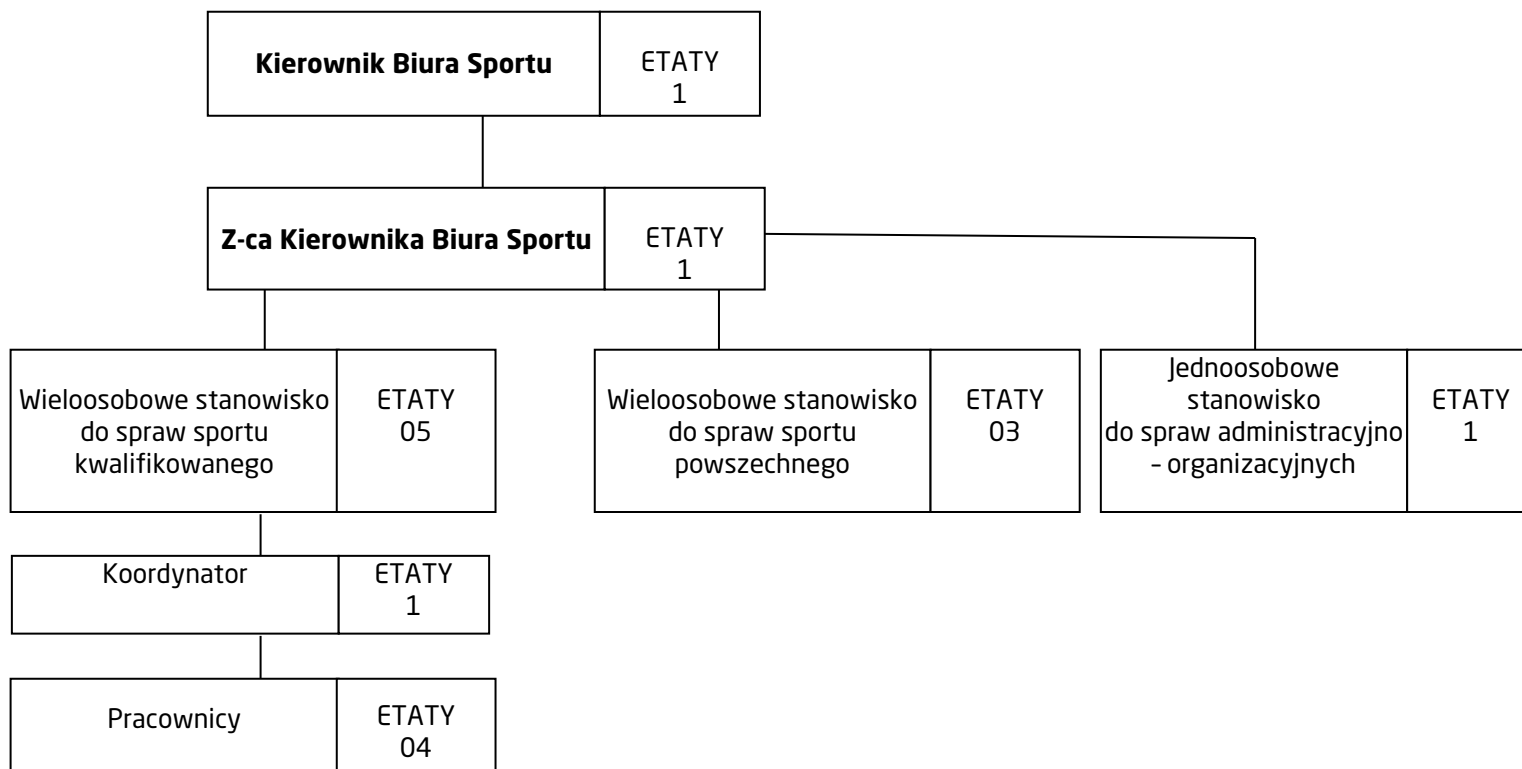 Kierownik Biura Sportu
ETATY
1
Z-ca Kierownika Biura Sportu
ETATY
1
Wieloosobowe stanowisko
do spraw sportu
kwalifikowanego
ETATY
05
Wieloosobowe stanowisko
do spraw sportu
powszechnego
ETATY
03
Jednoosobowe
stanowisko
do spraw administracyjno
– organizacyjnych
ETATY
1
Koordynator
ETATY
1
Pracownicy
ETATY
04